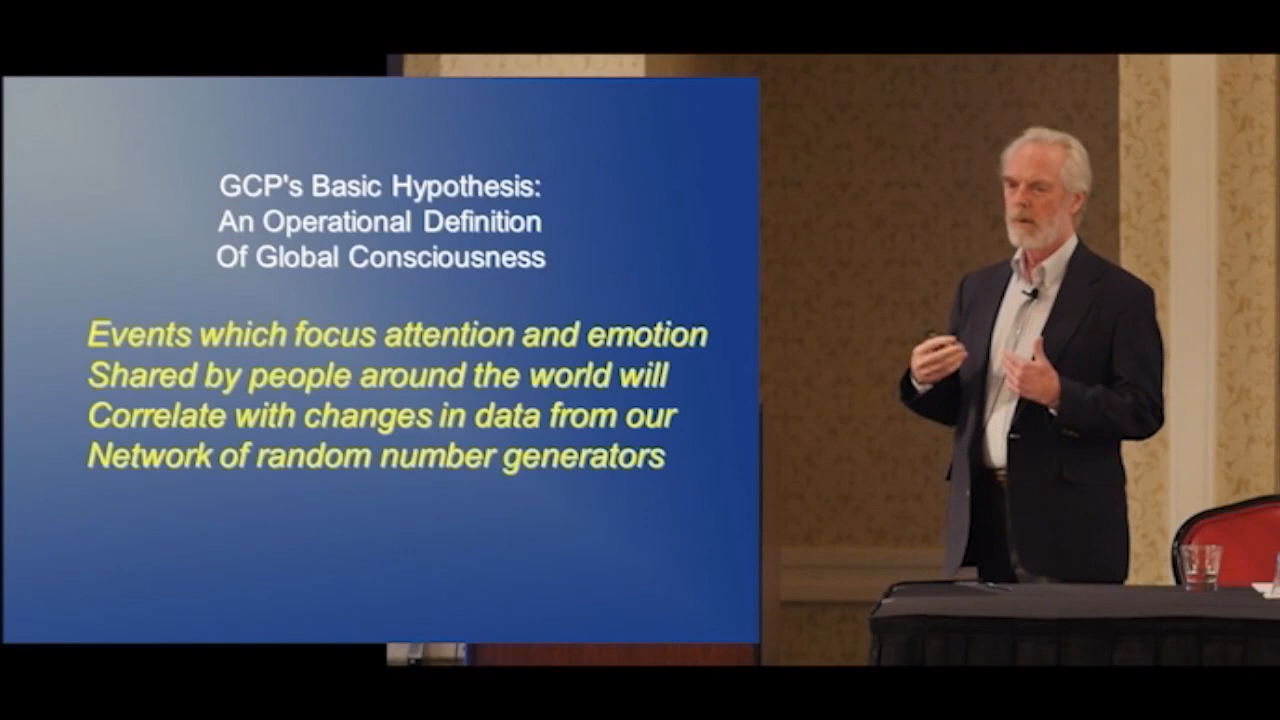 GCP's Basic Hypothesis:
An Operational Definition
Of Global Consciousness
Events which focus attention and emotion
Shared by people around the world will
Correlate with changes in data from our
Network of random number generators